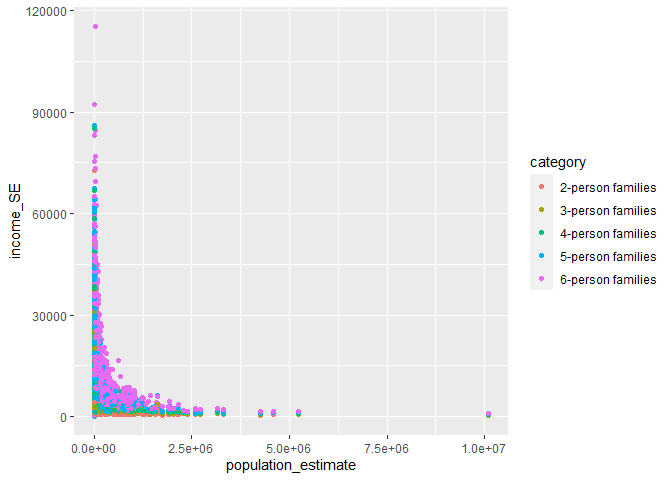 120000
90000
60000
30000
0
income_SE
0.0e+00
2.5e+06
5.0e+06
7.5e+06
1.0e+07
population_estimate
category
2-person families
3-person families
4-person families
5-person families
6-person families